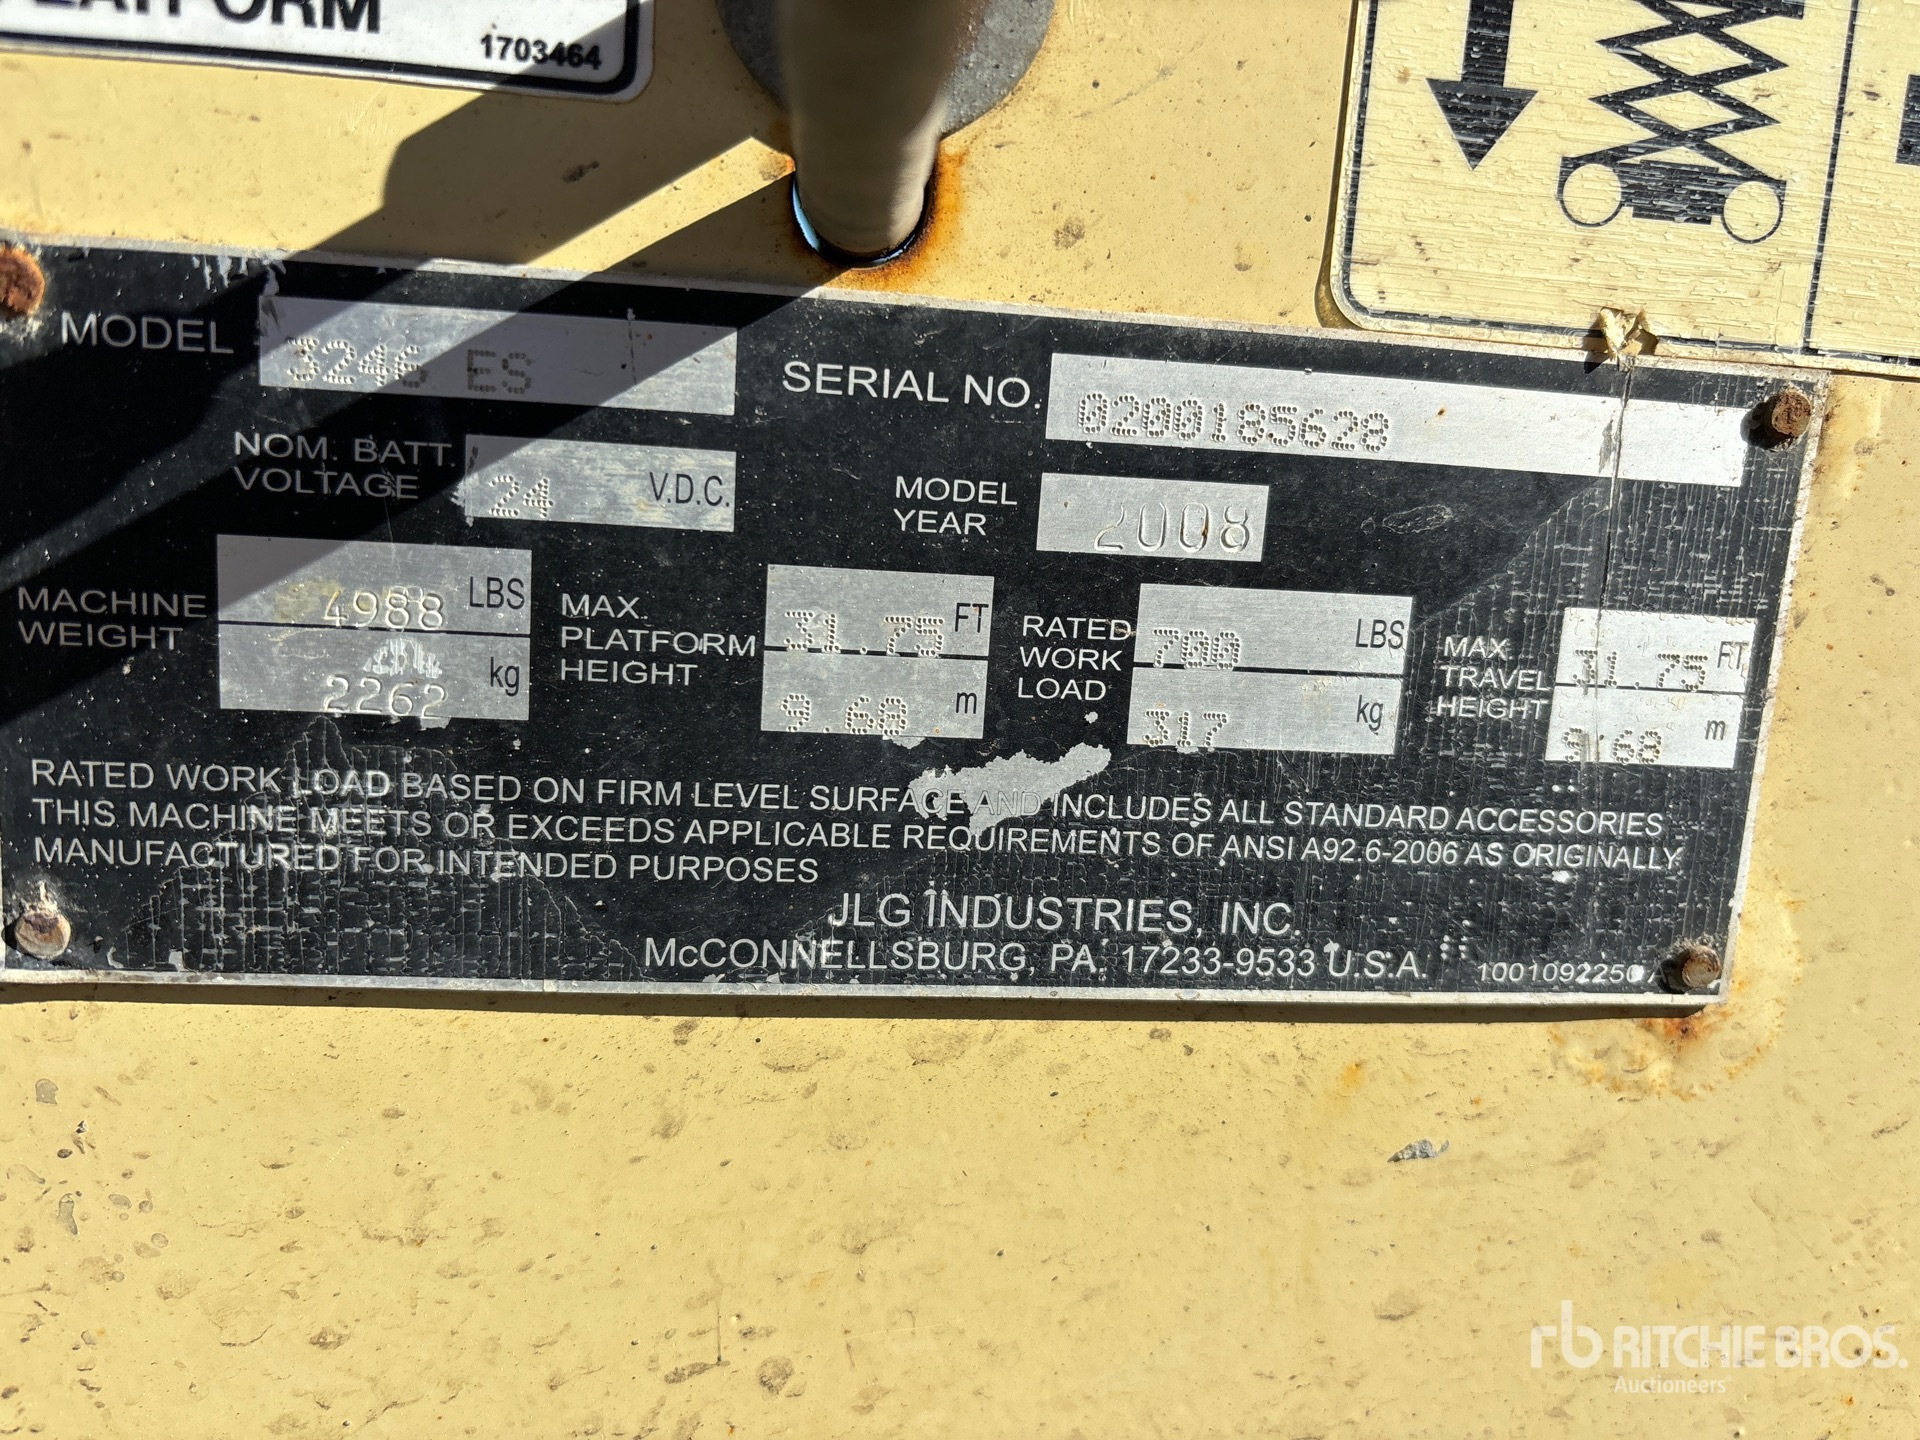 1703464
MODEL 3246 ES
SERIAL NO. 0200185628
NOM. BATT. VOLTAGE 24 V.D.C.
MODEL YEAR 2008
MACHINE WEIGHT 4988 LBS
2262 kg
MAX. PLATFORM HEIGHT 31.75 FT
9.68 m
RATED WORK LOAD 700 LBS
317 kg
MAX. TRAVEL HEIGHT 31.75 FT
9.68 m
RATED WORK LOAD BASED ON FIRM LEVEL SURFACE AND INCLUDES ALL STANDARD ACCESSORIES
THIS MACHINE MEETS OR EXCEEDS APPLICABLE REQUIREMENTS OF ANSI A92.6-2006 AS ORIGINALLY
MANUFACTURED FOR INTENDED PURPOSES
JLG INDUSTRIES, INC.
McCONNELLSBURG, PA. 17233-9533 U.S.A.
rb RITCHIE BROS.
Auctioneers